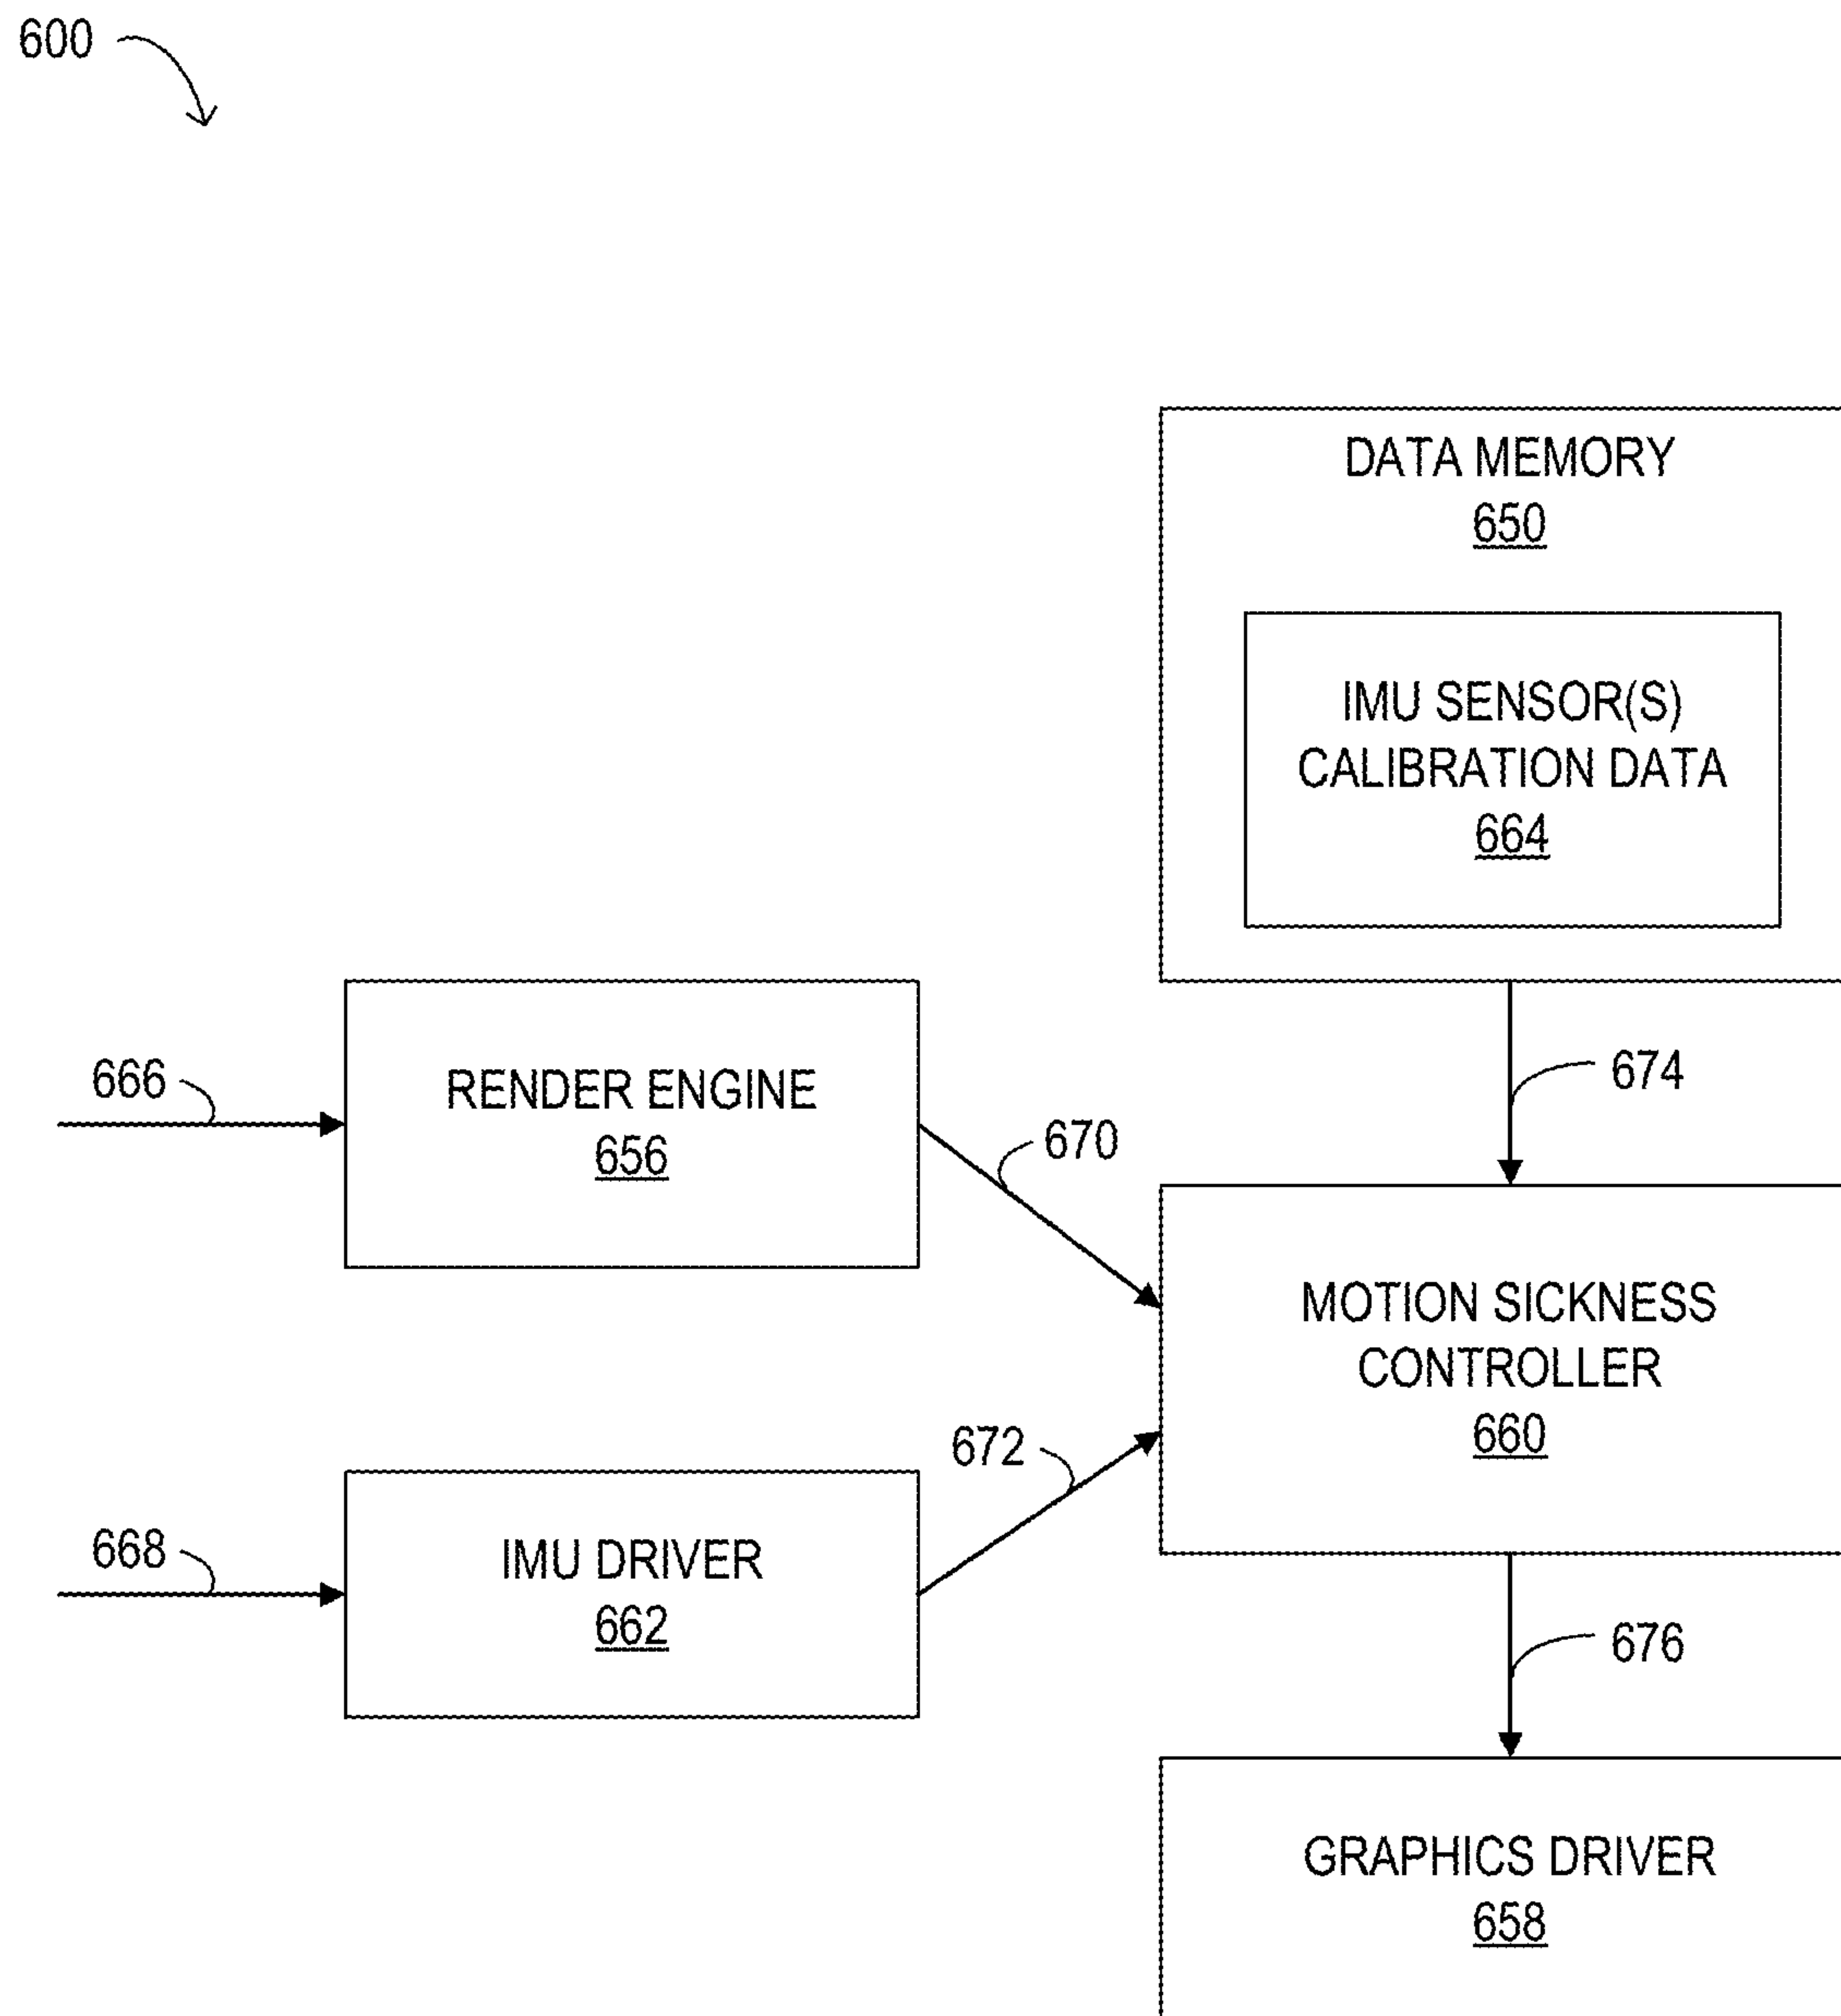 600
DATA MEMORY
650
IMU SENSOR(S)
CALIBRATION DATA
664
666
RENDER ENGINE
656
670
674
MOTION SICKNESS
CONTROLLER
660
672
668
IMU DRIVER
662
676
GRAPHICS DRIVER
658